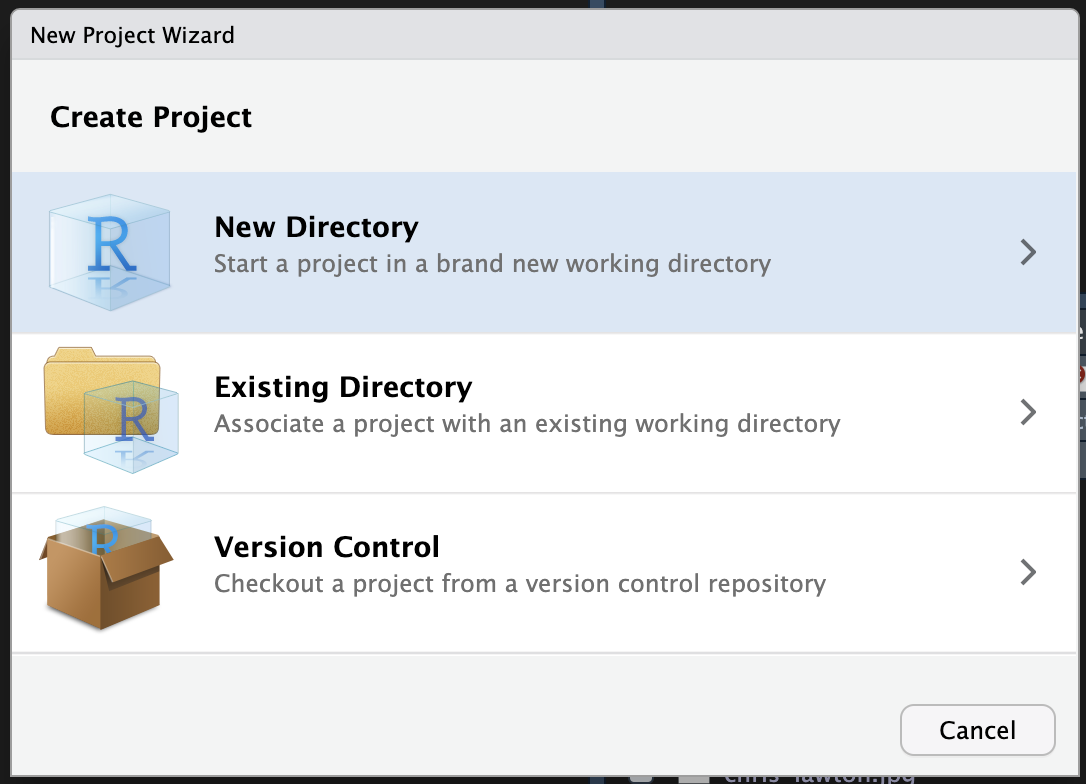 New Project Wizard
Create Project
R
New Directory
Start a project in a brand new working directory
R
Existing Directory
Associate a project with an existing working directory
R
Version Control
Checkout a project from a version control repository
Cancel